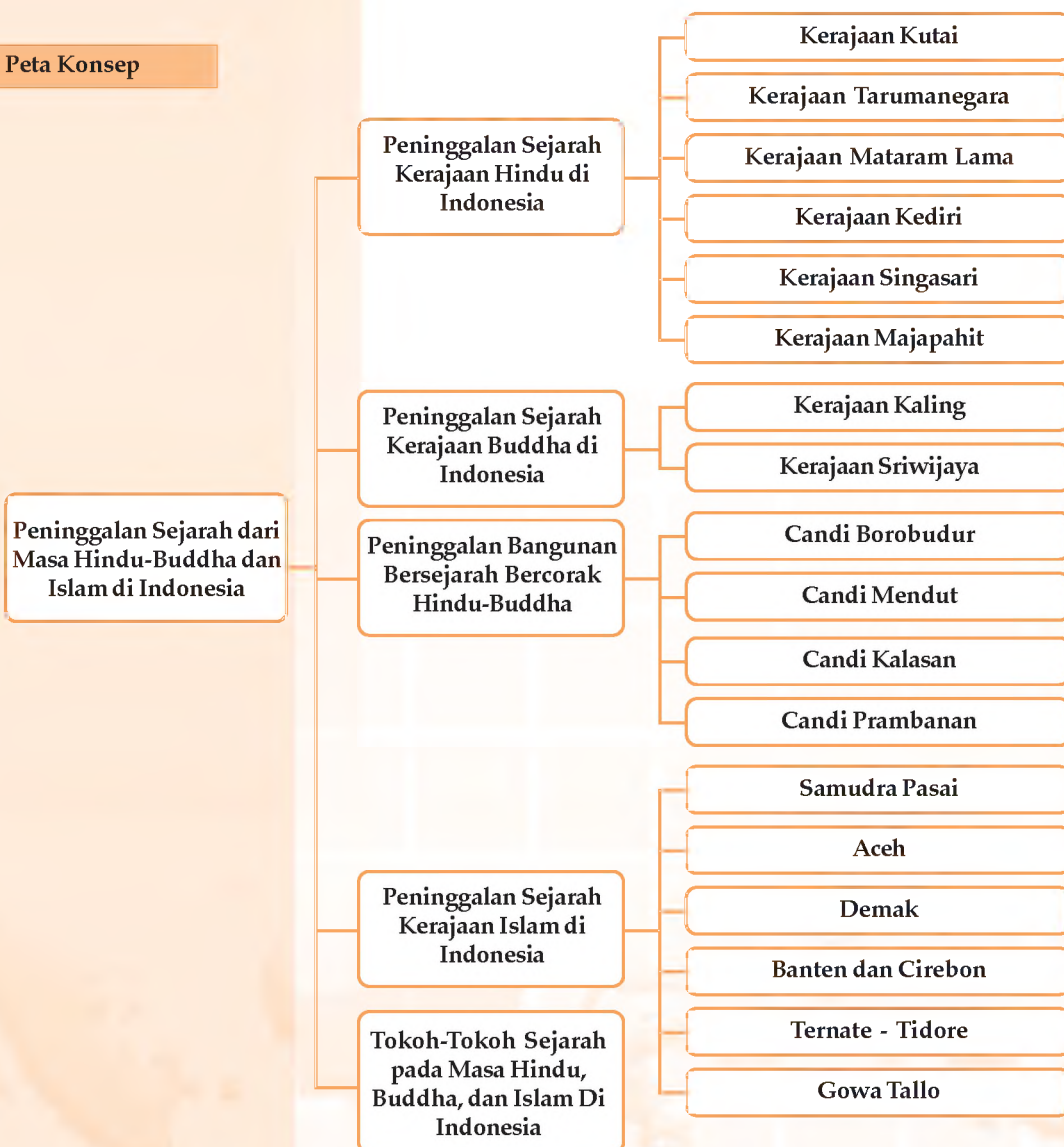 Peta Konsep
Peninggalan Sejarah dari
Masa Hindu-Buddha dan
Islam di Indonesia
Peninggalan Sejarah
Kerajaan Hindu di
Indonesia
Kerajaan Kutai
Kerajaan Tarumanegara
Kerajaan Mataram Lama
Kerajaan Kediri
Kerajaan Singasari
Kerajaan Majapahit
Peninggalan Sejarah
Kerajaan Buddha di
Indonesia
Kerajaan Kaling
Kerajaan Sriwijaya
Peninggalan Bangunan
Bersejarah Bercorak
Hindu-Buddha
Candi Borobudur
Candi Mendut
Candi Kalasan
Candi Prambanan
Peninggalan Sejarah
Kerajaan Islam di
Indonesia
Samudra Pasai
Aceh
Demak
Banten dan Cirebon
Ternate - Tidore
Gowa Tallo
Tokoh-Tokoh Sejarah
pada Masa Hindu,
Buddha, dan Islam Di
Indonesia